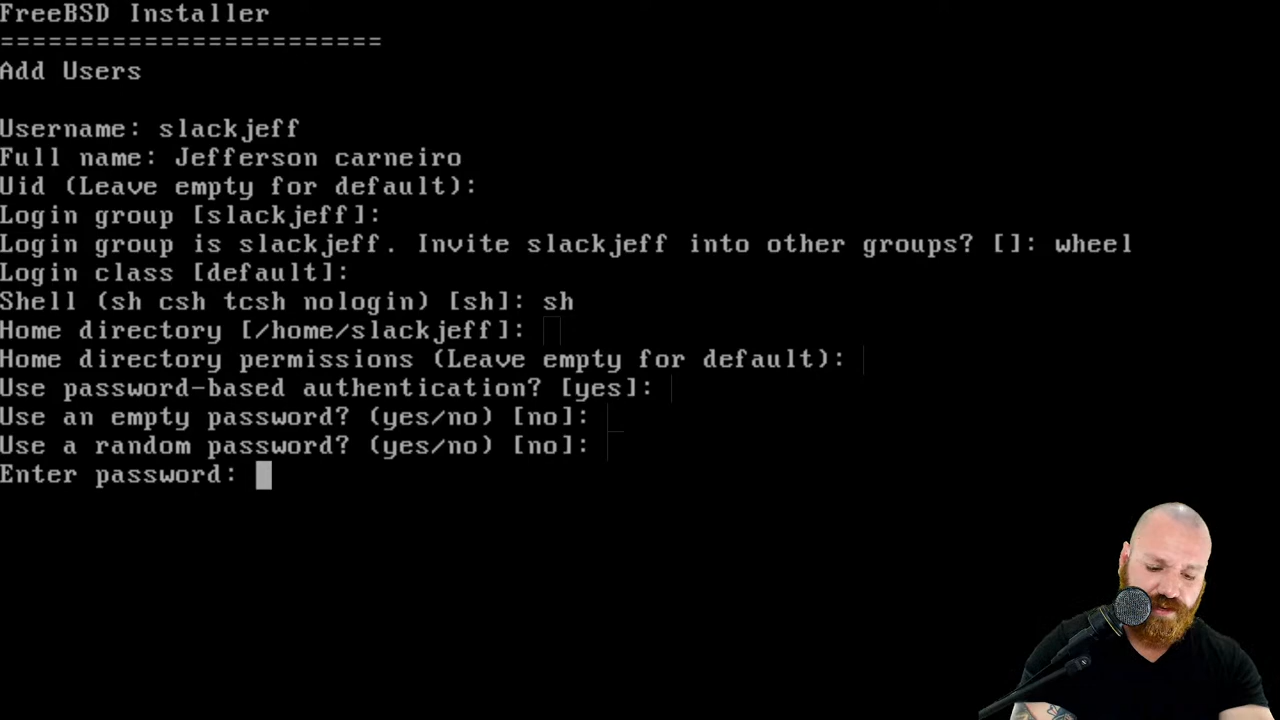 FreeBSD Installer
========================
Add Users
Username: slackjeff
Full name: Jefferson carneiro
Uid (Leave empty for default):
Login group [slackjeff]:
Login group is slackjeff. Invite slackjeff into other groups? []: wheel
Login class [default]:
Shell (sh csh tcsh nologin) [sh]: sh
Home directory [/home/slackjeff]:
Home directory permissions (Leave empty for default):
Use password-based authentication? [yes]:
Use an empty password? (yes/no) [no]:
Use a random password? (yes/no) [no]:
Enter password: